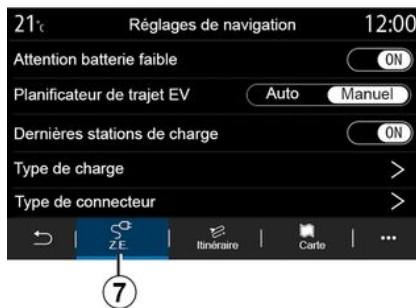 21°c Réglages de navigation 12:00
Attention batterie faible ON
Planificateur de trajet EV Auto Manuel
Dernières stations de charge ON
Type de charge >
Type de connecteur >
Z.E. Itinéraire Carte ...
7